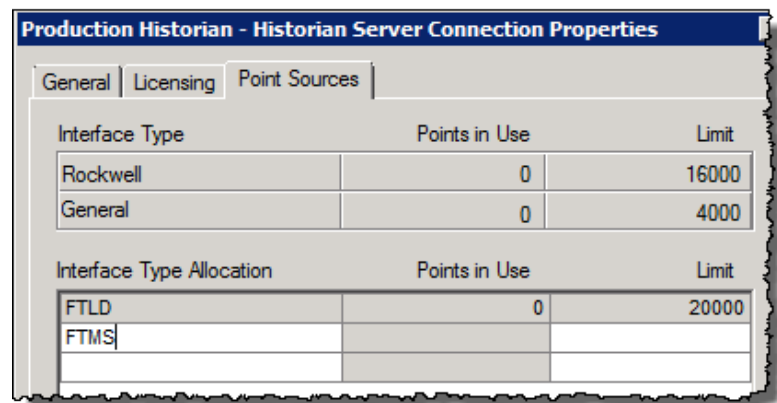 Production Historian - Historian Server Connection Properties
General Licensing Point Sources
Interface Type Points in Use Limit
Rockwell 0 16000
General 0 4000
Interface Type Allocation Points in Use Limit
FTLD 0 20000
FTMS